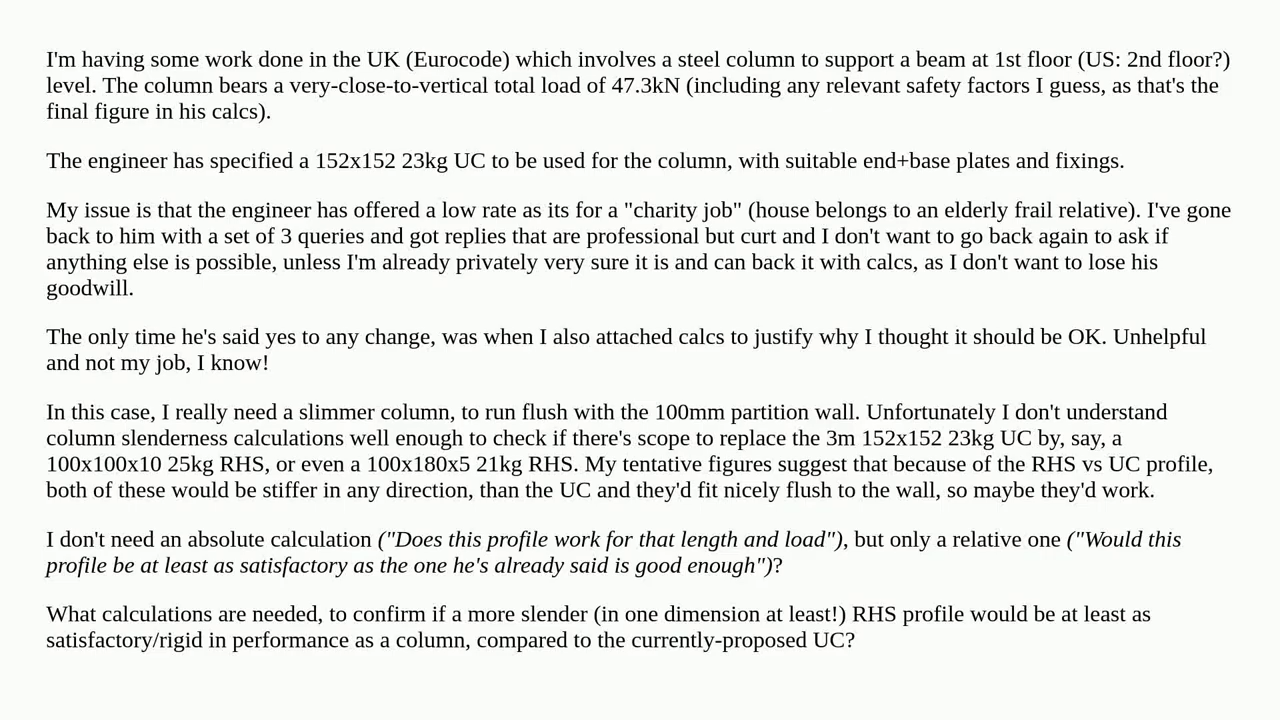 I'm having some work done in the UK (Eurocode) which involves a steel column to support a beam at 1st floor (US: 2nd floor?)
level. The column bears a very-close-to-vertical total load of 47.3kN (including any relevant safety factors I guess, as that's the
final figure in his calcs).
The engineer has specified a 152x152 23kg UC to be used for the column, with suitable end+base plates and fixings.
My issue is that the engineer has offered a low rate as its for a "charity job" (house belongs to an elderly frail relative). I've gone
back to him with a set of 3 queries and got replies that are professional but curt and I don't want to go back again to ask if
anything else is possible, unless I'm already privately very sure it is and can back it with calcs, as I don't want to lose his
goodwill.
The only time he's said yes to any change, was when I also attached calcs to justify why I thought it should be OK. Unhelpful
and not my job, I know!
In this case, I really need a slimmer column, to run flush with the 100mm partition wall. Unfortunately I don't understand
column slenderness calculations well enough to check if there's scope to replace the 3m 152x152 23kg UC by, say, a
100x100x10 25kg RHS, or even a 100x180x5 21kg RHS. My tentative figures suggest that because of the RHS vs UC profile,
both of these would be stiffer in any direction, than the UC and they'd fit nicely flush to the wall, so maybe they'd work.
I don't need an absolute calculation ("Does this profile work for that length and load"), but only a relative one ("Would this
profile be at least as satisfactory as the one he's already said is good enough")?
What calculations are needed, to confirm if a more slender (in one dimension at least!) RHS profile would be at least as
satisfactory/rigid in performance as a column, compared to the currently-proposed UC?